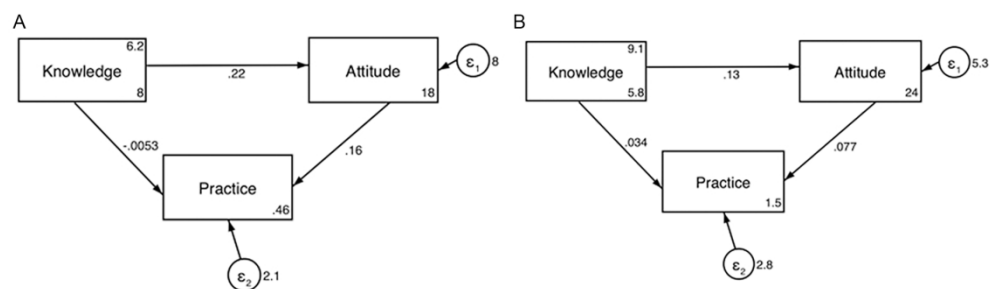 A
6.2
Knowledge
8
.22
Attitude
18
ε1
8
-.0053
.16
Practice
.46
ε2
2.1
B
9.1
Knowledge
5.8
.13
Attitude
24
ε1
5.3
.034
.077
Practice
1.5
ε2
2.8